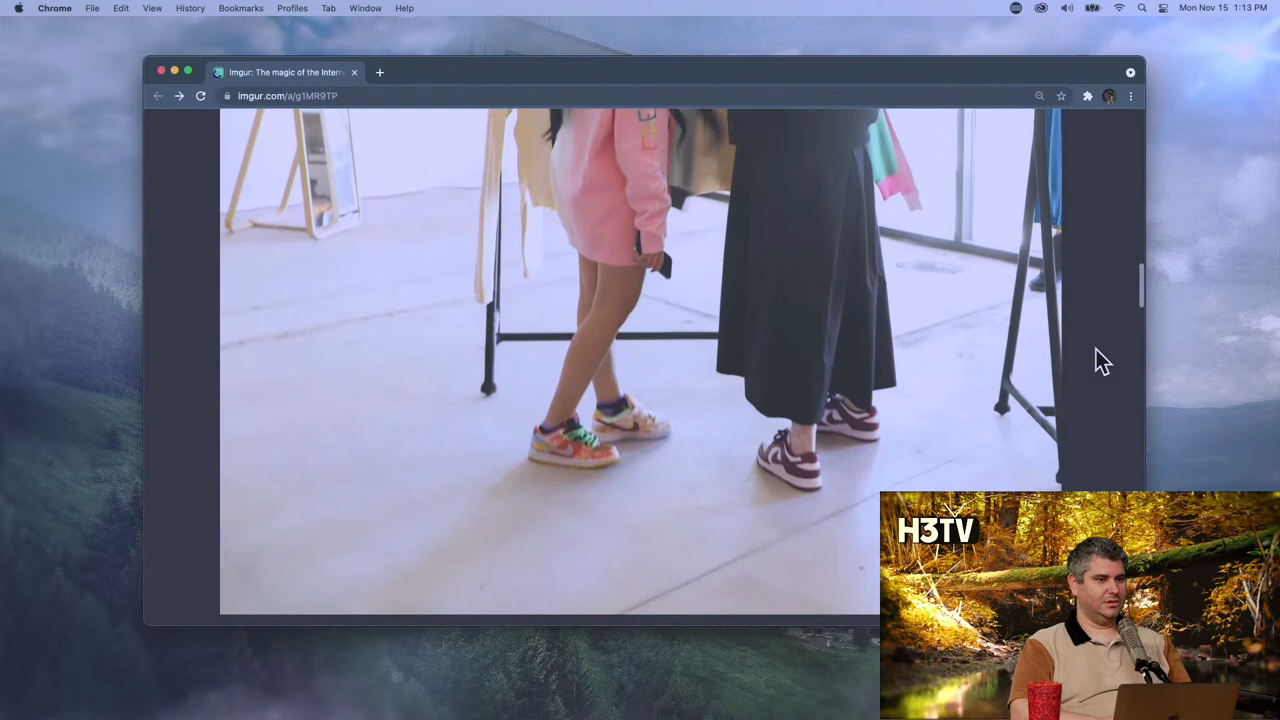 Chrome File Edit View History Bookmarks Profiles Tab Window Help Mon Nov 15 1:13 PM
Imgur: The magic of the Intern
imgur.com/a/g1MR9TP
H3TV